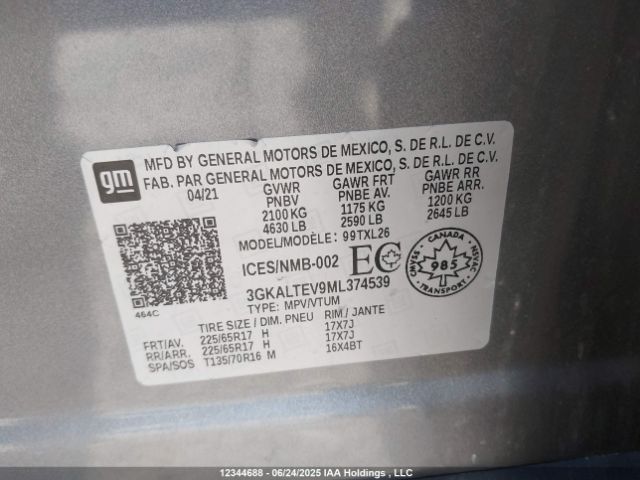 gm
MFD BY GENERAL MOTORS DE MEXICO, S. DE R.L. DE C.V.
FAB. PAR GENERAL MOTORS DE MEXICO, S. DE R.L. DE C.V.
04/21 GVWR GAWR FRT GAWR RR
PNBV PNBE AV. PNBE ARR.
2100 KG 1175 KG 1200 KG
4630 LB 2590 LB 2645 LB
MODEL/MODÈLE: 99TXL26
ICES/NMB-002 EC
CANADA
CMVSS 985 NSVAC
3GKALTEV9ML374539
TYPE: MPV/VTUM
464C
TIRE SIZE / DIM. PNEU RIM / JANTE
FRT/AV. 225/65R17 H 17X7J
RR/ARR. 225/65R17 H 17X7J
SPA/SOS T135/70R16 M 16X4BT
12344688 - 06/24/2025 IAA Holdings , LLC